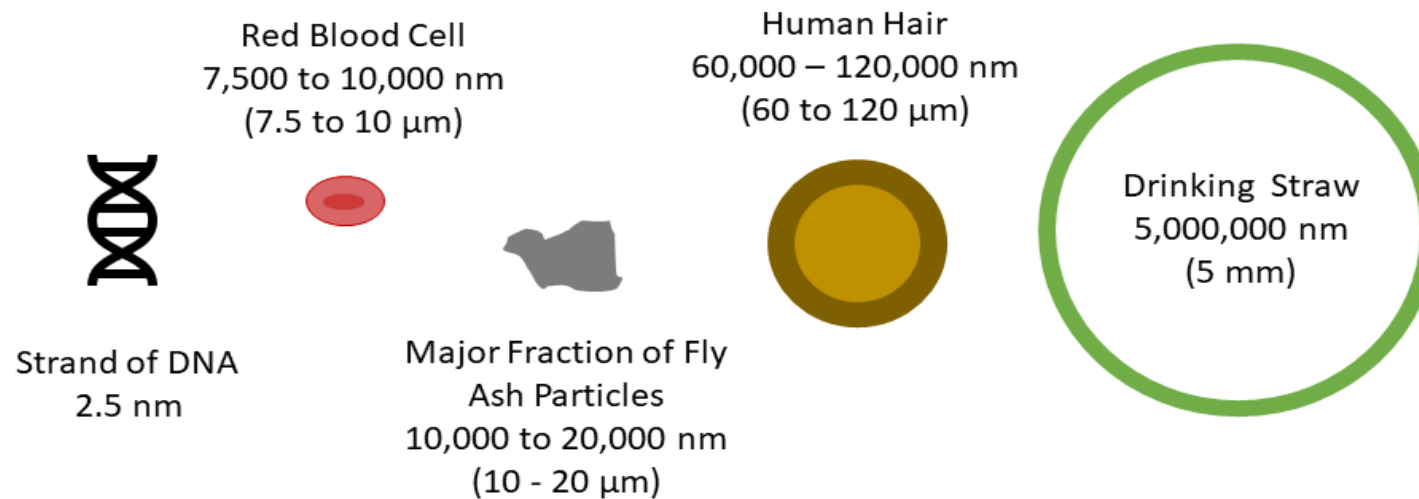 Strand of DNA
2.5 nm
Red Blood Cell
7,500 to 10,000 nm
(7.5 to 10 µm)
Major Fraction of Fly
Ash Particles
10,000 to 20,000 nm
(10 - 20 µm)
Human Hair
60,000 – 120,000 nm
(60 to 120 µm)
Drinking Straw
5,000,000 nm
(5 mm)